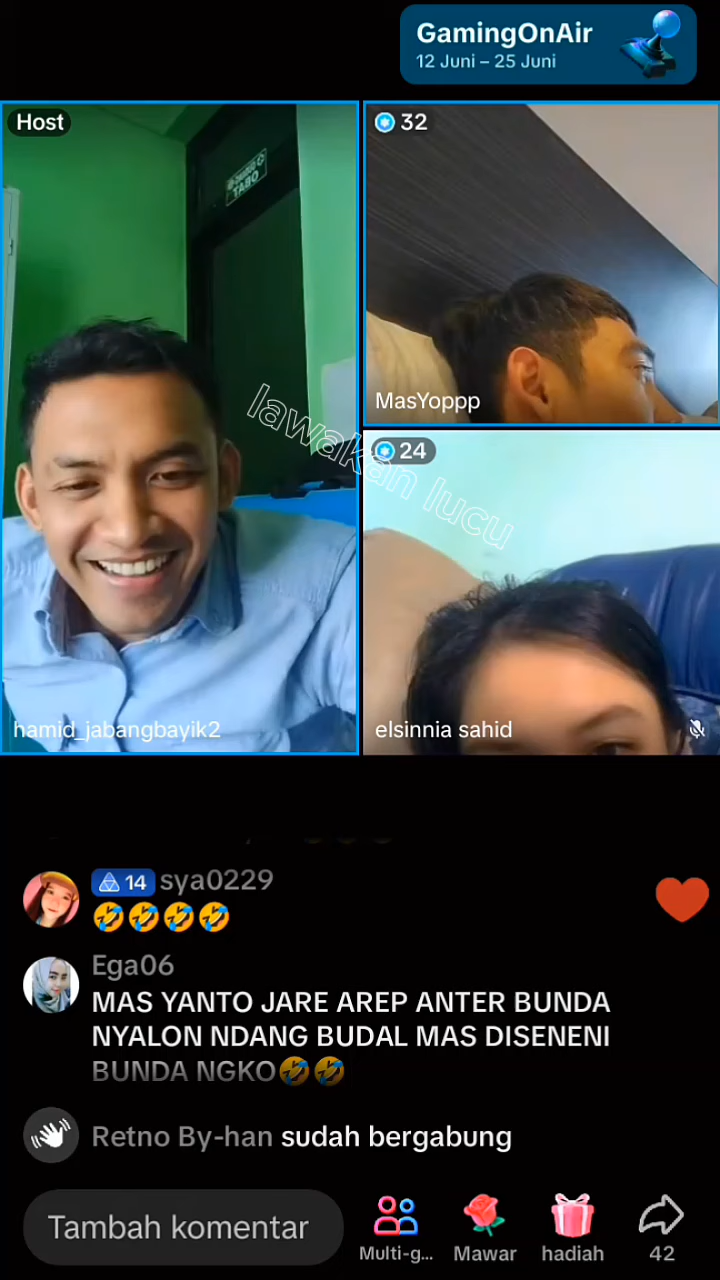 GamingOnAir
12 Juni – 25 Juni
Host
32
OBAT
MasYoppp
24
lawakan lucu
hamid_jabangbayik2
elsinnia sahid
14 sya0229
🤣🤣🤣🤣
Ega06
MAS YANTO JARE AREP ANTER BUNDA
NYALON NDANG BUDAL MAS DISENENI
BUNDA NGKO🤣🤣
Retno By-han sudah bergabung
Tambah komentar
Multi-g...
Mawar
hadiah
42